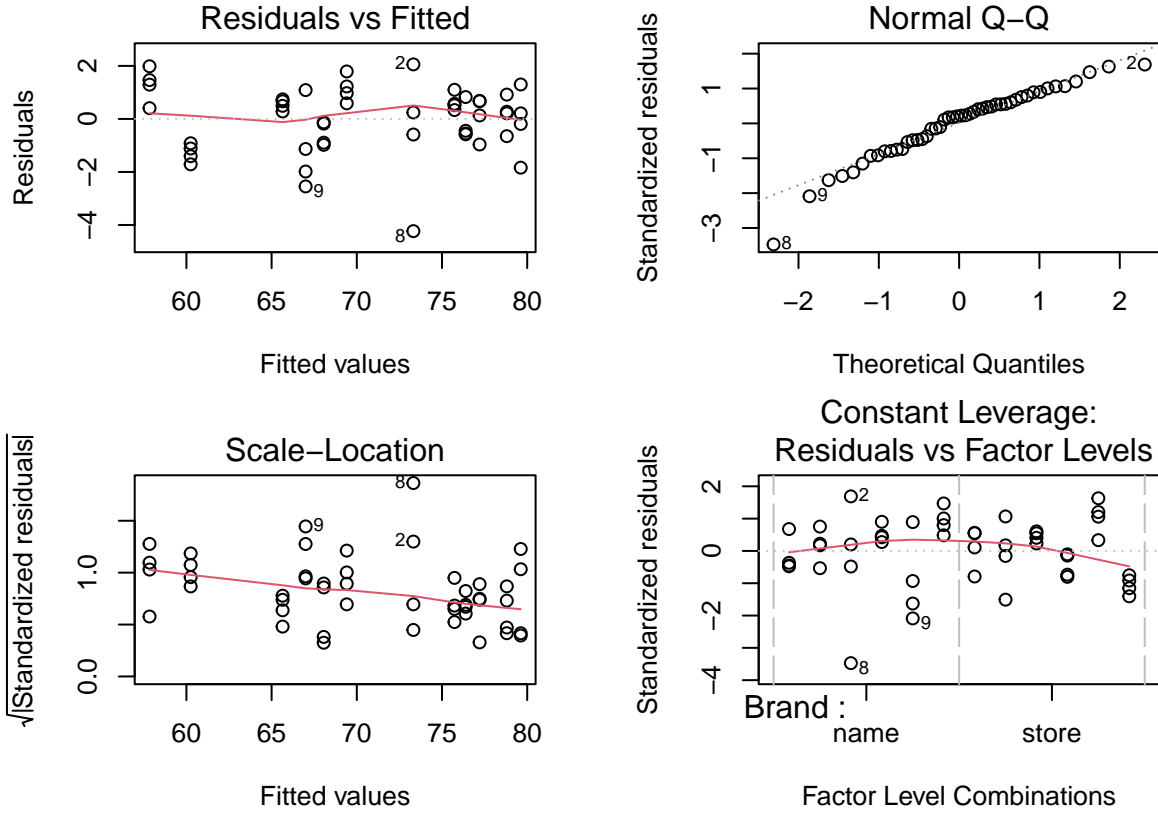 Residuals vs Fitted
Residuals
2
0
−2
−4
2
9
8
60
65
70
75
80
Fitted values
Normal Q−Q
Standardized residuals
1
−1
−3
2
9
8
−2
−1
0
1
2
Theoretical Quantiles
Scale−Location
√|Standardized residuals|
1.0
0.0
8
9
2
60
65
70
75
80
Fitted values
Constant Leverage:
Residuals vs Factor Levels
Standardized residuals
2
0
−2
−4
2
9
8
Brand :
name
store
Factor Level Combinations